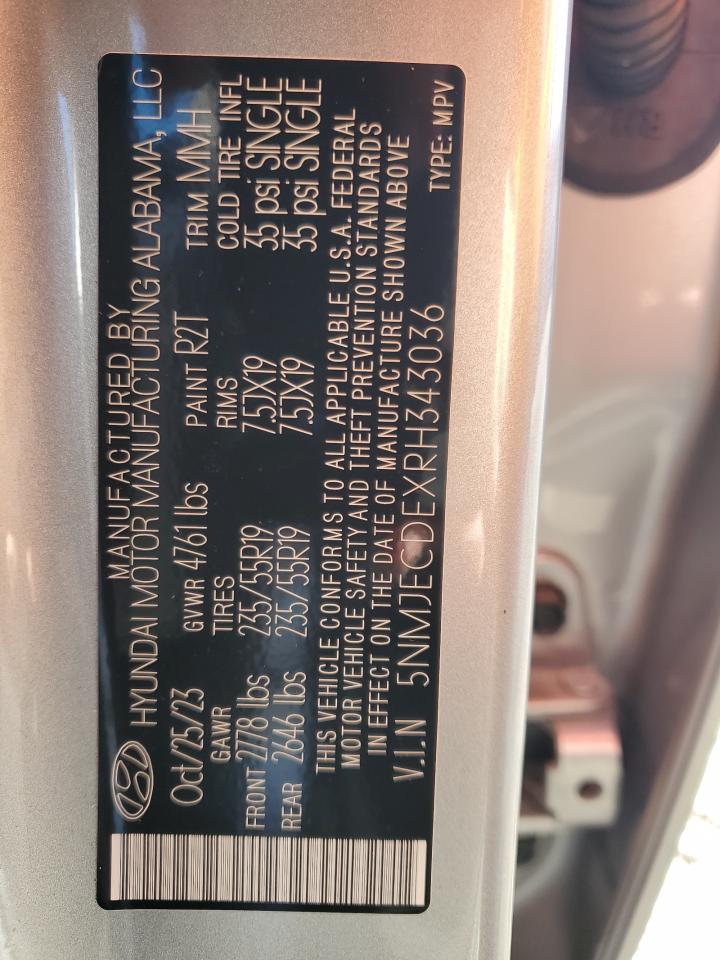 MANUFACTURED BY
HYUNDAI MOTOR MANUFACTURING ALABAMA, LLC
Oct/25/23 GVWR 4761 lbs PAINT R2T TRIM MMH
GAWR TIRES RIMS COLD TIRE INFL
FRONT 2778 lbs 235/55R19 7.5JX19 35 psi SINGLE
REAR 2646 lbs 235/55R19 7.5JX19 35 psi SINGLE
THIS VEHICLE CONFORMS TO ALL APPLICABLE U.S.A. FEDERAL
MOTOR VEHICLE SAFETY AND THEFT PREVENTION STANDARDS
IN EFFECT ON THE DATE OF MANUFACTURE SHOWN ABOVE
V.I.N 5NMJECDEXRH343036 TYPE: MPV